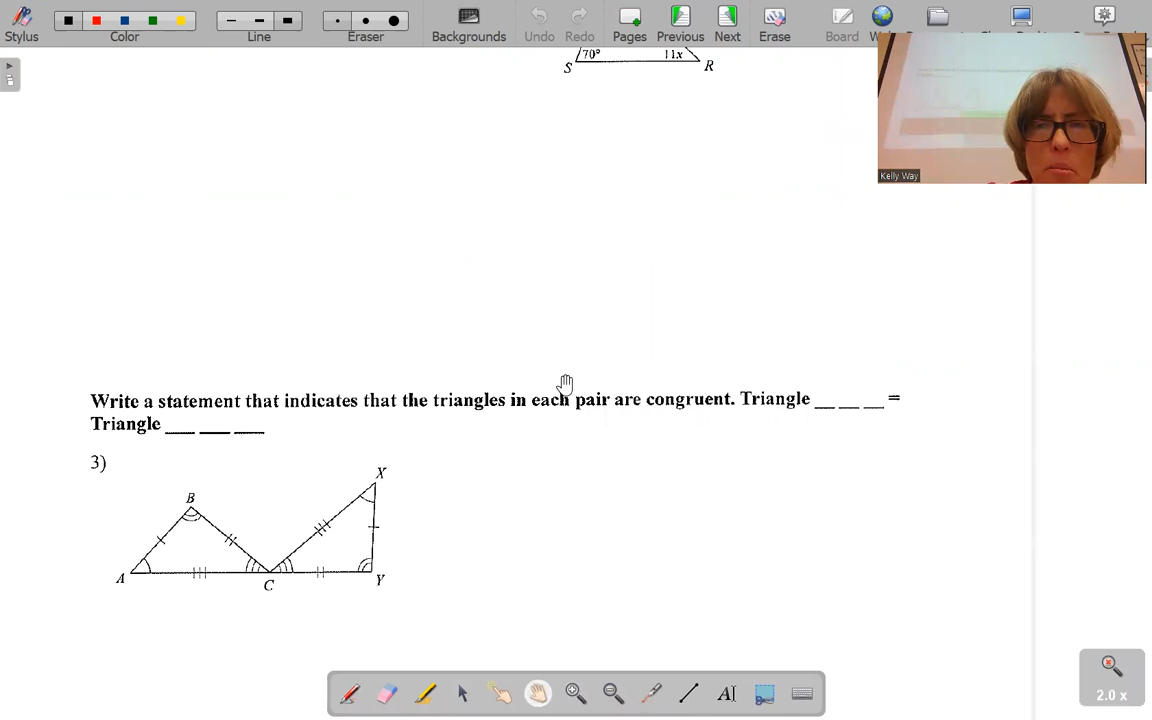 Stylus
Color
Line
Eraser
Backgrounds
Undo
Redo
Pages
Previous
Next
Erase
Board
Kelly Way
S
70°
11x
R
Write a statement that indicates that the triangles in each pair are congruent. Triangle __ __ __ =
Triangle ___ ___ ___
3)
X
B
A
C
Y
2.0 x